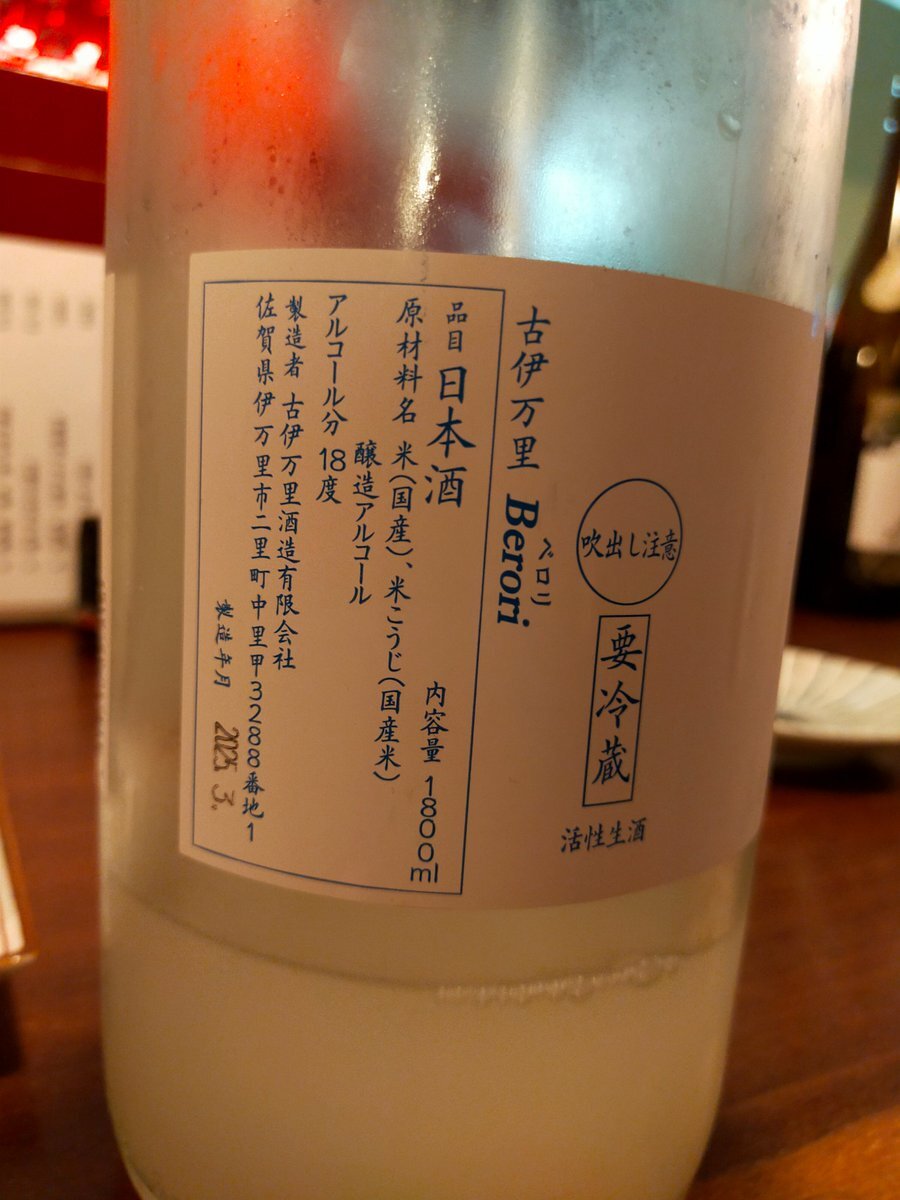 吹出し注意
要冷蔵
活性生酒
古伊万里 Berori
ベロリ
品目 日本酒 内容量 1800ml
原材料名 米(国産)、米こうじ(国産米)
醸造アルコール
アルコール分 18度
製造者 古伊万里酒造有限会社
佐賀県伊万里市二里町中里甲3288番地1
製造年月 2025.3.